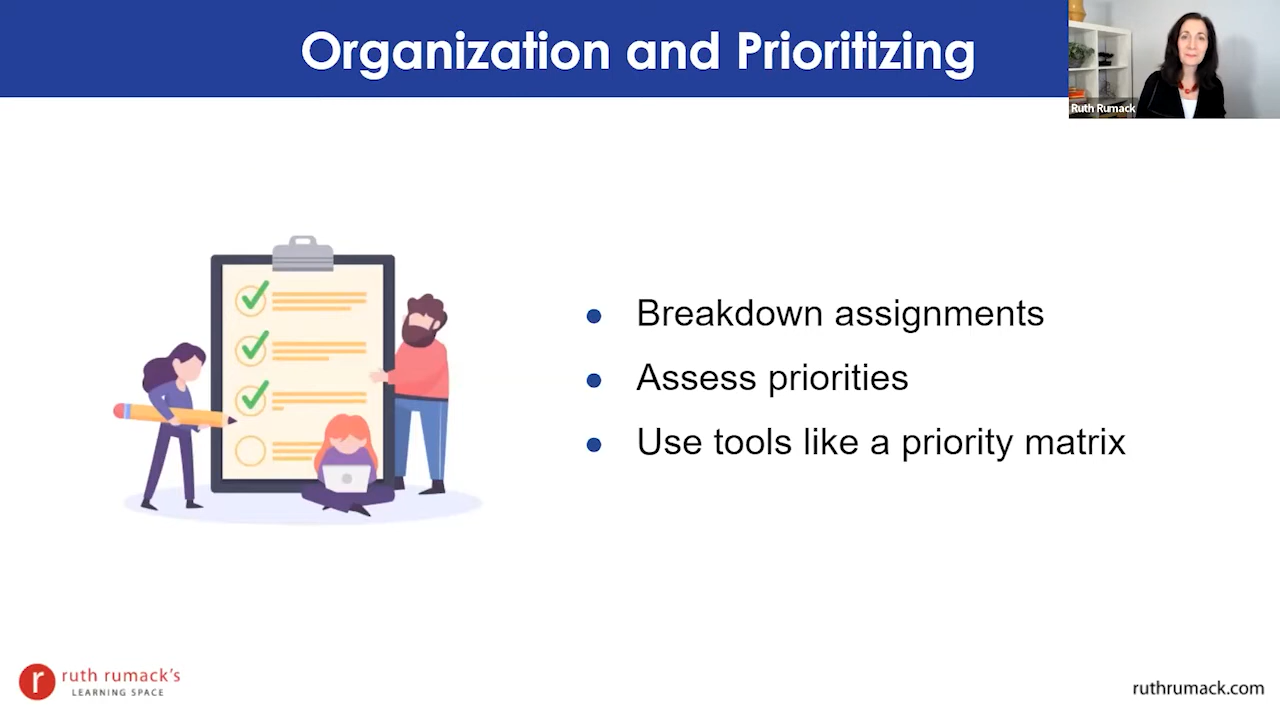 Organization and Prioritizing
Ruth Rumack
Breakdown assignments
Assess priorities
Use tools like a priority matrix
r ruth rumack's
LEARNING SPACE
ruthrumack.com